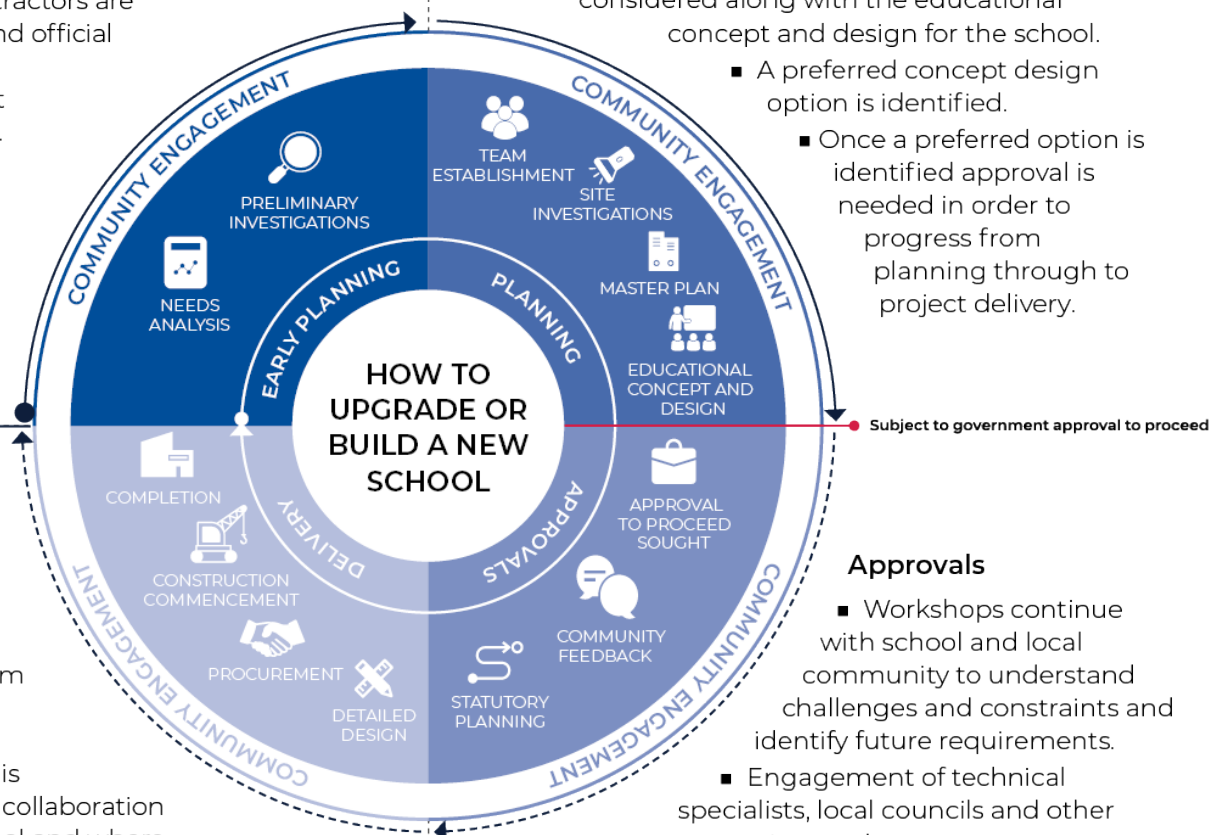 nd official
considered along with the educational
concept and design for the school.
▪ A preferred concept design
option is identified.
▪ Once a preferred option is
identified approval is
needed in order to
progress from
planning through to
project delivery.
COMMUNITY ENGAGEMENT
COMMUNITY ENGAGEMENT
PRELIMINARY
INVESTIGATIONS
NEEDS
ANALYSIS
EARLY PLANNING
TEAM
ESTABLISHMENT
SITE
INVESTIGATIONS
MASTER PLAN
EDUCATIONAL
CONCEPT AND
DESIGN
PLANNING
HOW TO
UPGRADE OR
BUILD A NEW
SCHOOL
Subject to government approval to proceed
APPROVAL
TO PROCEED
SOUGHT
COMMUNITY
FEEDBACK
STATUTORY
PLANNING
APPROVALS
COMMUNITY ENGAGEMENT
DETAILED
DESIGN
PROCUREMENT
CONSTRUCTION
COMMENCEMENT
COMPLETION
DELIVERY
COMMUNITY ENGAGEMENT
Approvals
▪ Workshops continue
with school and local
community to understand
challenges and constraints and
identify future requirements.
▪ Engagement of technical
specialists, local councils and other
is
collaboration